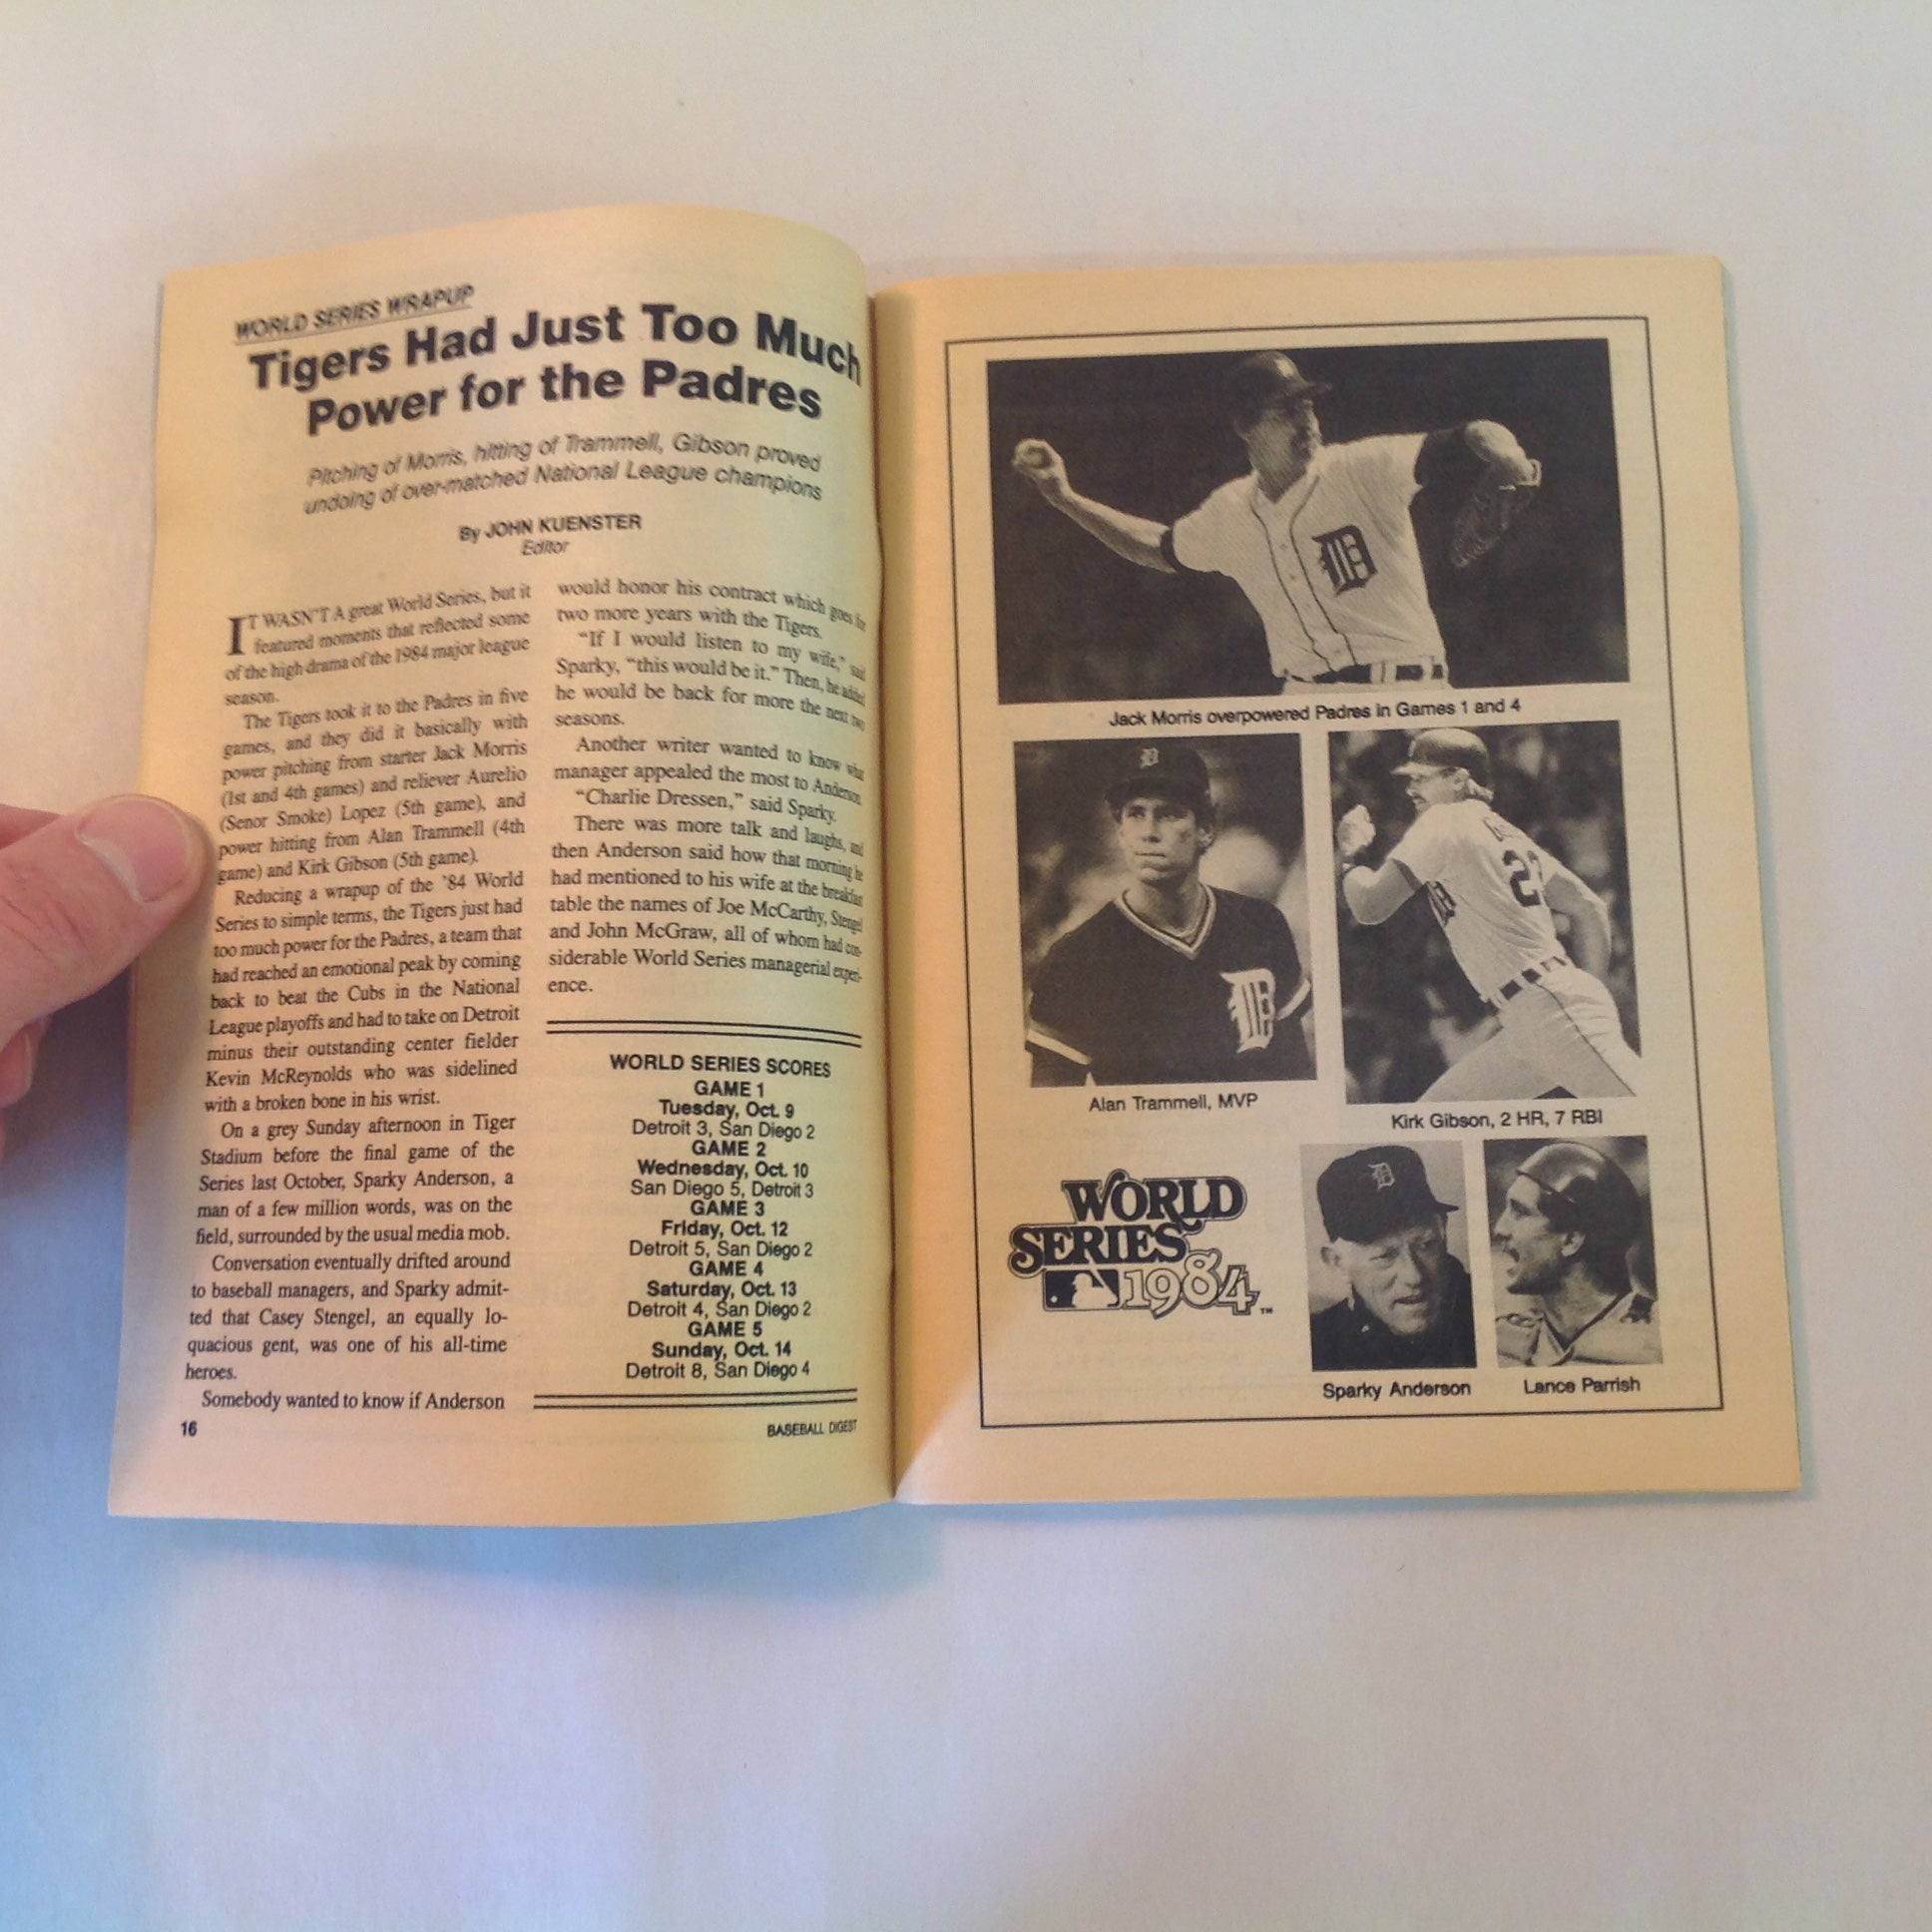 WORLD SERIES WRAPUP
Tigers Had Just Too Much
Power for the Padres
Pitching of Morris, hitting of Trammell, Gibson proved
undoing of over-matched National League champions
By JOHN KUENSTER
Editor
IT WASN'T A great World Series, but it
featured moments that reflected some
of the high drama of the 1984 major league
season.
The Tigers took it to the Padres in five
games, and they did it basically with
power pitching from starter Jack Morris
(1st and 4th games) and reliever Aurelio
(Senor Smoke) Lopez (5th game), and
power hitting from Alan Trammell (4th
game) and Kirk Gibson (5th game).
Reducing a wrapup of the '84 World
Series to simple terms, the Tigers just had
too much power for the Padres, a team that
had reached an emotional peak by coming
back to beat the Cubs in the National
League playoffs and had to take on Detroit
minus their outstanding center fielder
Kevin McReynolds who was sidelined
with a broken bone in his wrist.
On a grey Sunday afternoon in Tiger
Stadium before the final game of the
Series last October, Sparky Anderson, a
man of a few million words, was on the
field, surrounded by the usual media mob.
Conversation eventually drifted around
to baseball managers, and Sparky admit-
ted that Casey Stengel, an equally lo-
quacious gent, was one of his all-time
heroes.
Somebody wanted to know if Anderson
would honor his contract which goes for
two more years with the Tigers.
"If I would listen to my wife," said
Sparky, "this would be it." Then, he added
he would be back for more the next two
seasons.
Another writer wanted to know what
manager appealed the most to Anderson.
"Charlie Dressen," said Sparky.
There was more talk and laughs, and
then Anderson said how that morning he
had mentioned to his wife at the breakfast
table the names of Joe McCarthy, Stengel
and John McGraw, all of whom had con-
siderable World Series managerial experi-
ence.
WORLD SERIES SCORES
GAME 1
Tuesday, Oct. 9
Detroit 3, San Diego 2
GAME 2
Wednesday, Oct. 10
San Diego 5, Detroit 3
GAME 3
Friday, Oct. 12
Detroit 5, San Diego 2
GAME 4
Saturday, Oct. 13
Detroit 4, San Diego 2
GAME 5
Sunday, Oct. 14
Detroit 8, San Diego 4
16
BASEBALL DIGEST
D
Jack Morris overpowered Padres in Games 1 and 4
D
D
2
Alan Trammell, MVP
Kirk Gibson, 2 HR, 7 RBI
WORLD
SERIES
1984 ™
D
Sparky Anderson
Lance Parrish